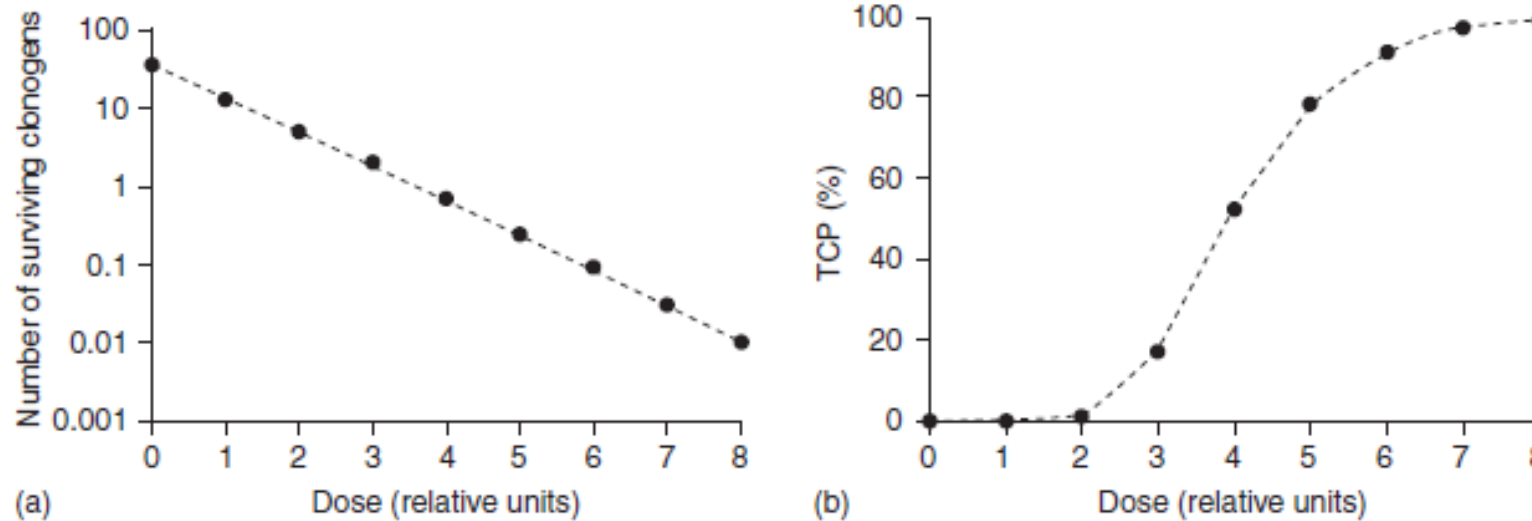 Number of surviving clonogens
100
10
1
0.1
0.01
0.001
0 1 2 3 4 5 6 7 8
Dose (relative units)
(a)
TCP (%)
100
80
60
40
20
0
0 1 2 3 4 5 6 7
Dose (relative units)
(b)